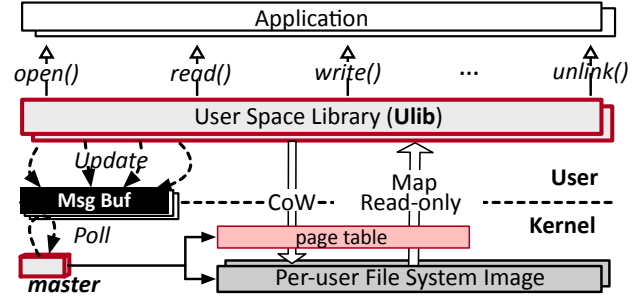 Application
open() read() write() ... unlink()
User Space Library (Ulib)
Update
Msg Buf
CoW
Map
Read-only
User
Kernel
Poll
page table
master
Per-user File System Image